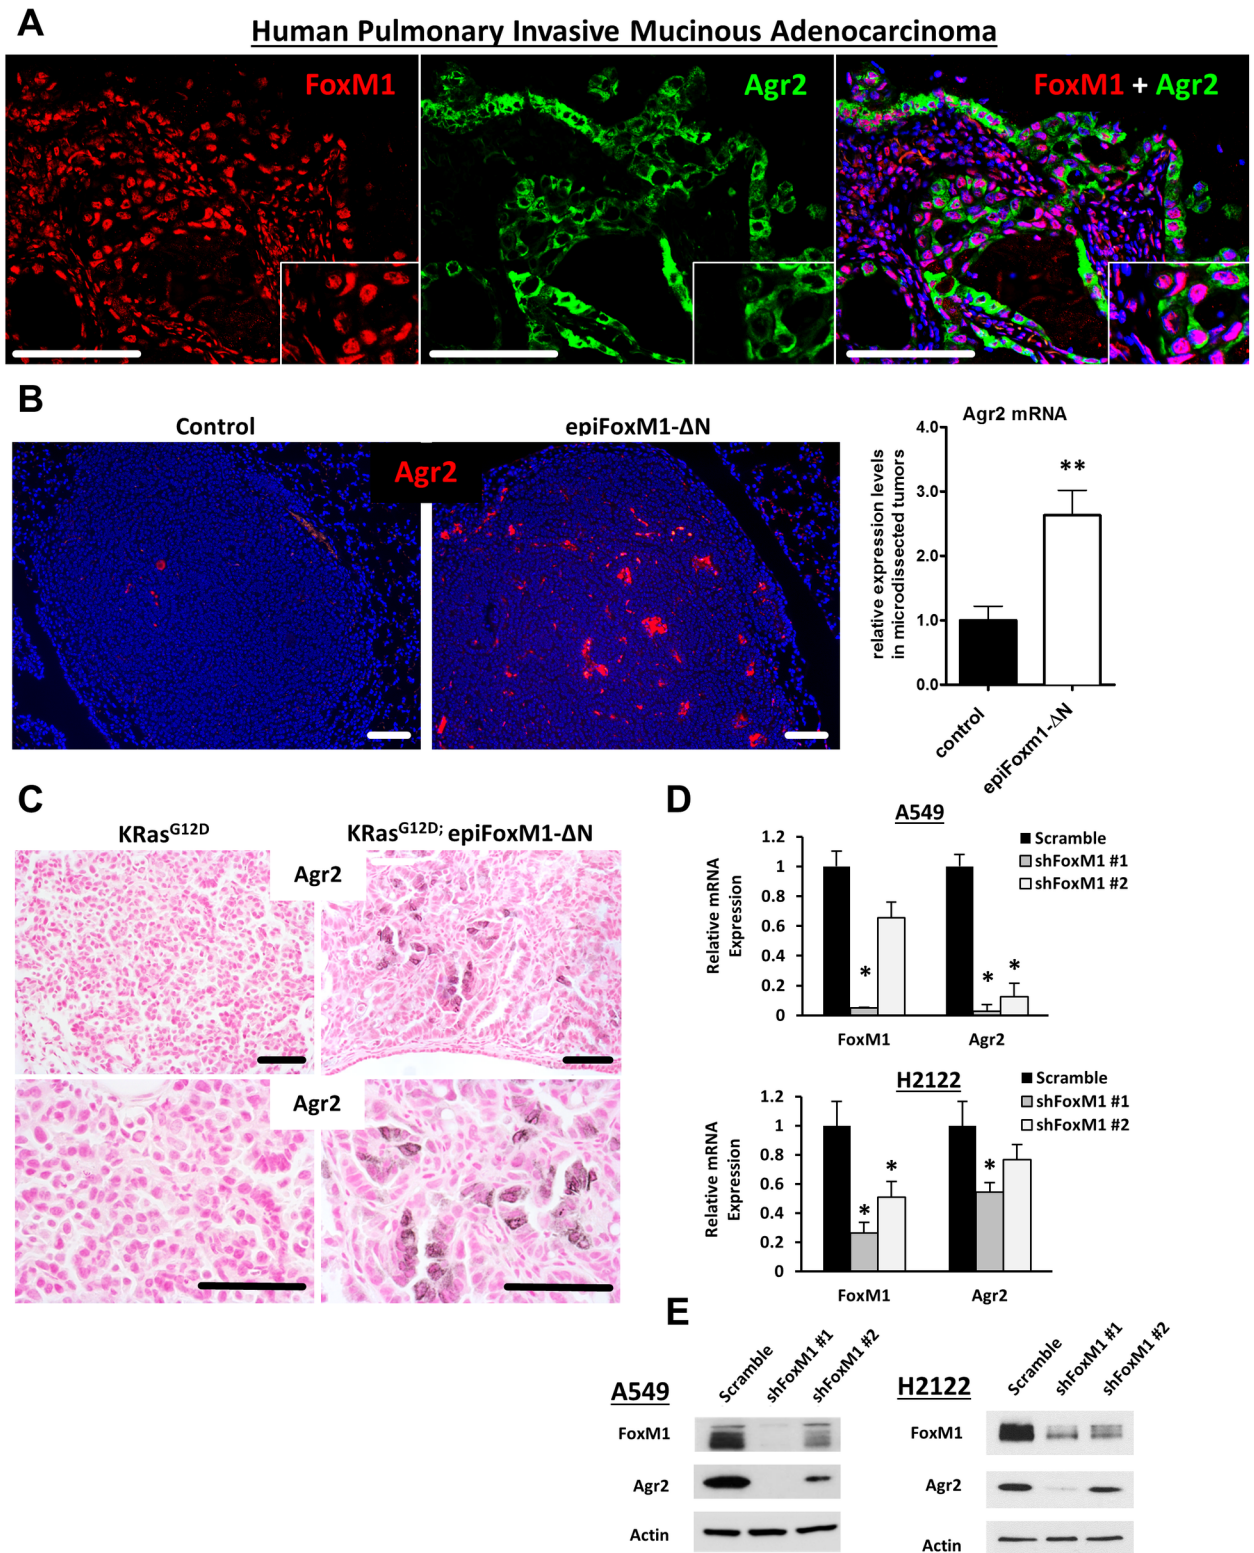 A
Human Pulmonary Invasive Mucinous Adenocarcinoma
FoxM1
Agr2
FoxM1 + Agr2
B
Control
epiFoxM1-ΔN
Agr2
Agr2 mRNA
relative expression levels
in microdissected tumors
4.0
3.0
2.0
1.0
0.0
**
control
epiFoxm1-ΔN
C
KRasG12D
KRasG12D; epiFoxM1-ΔN
Agr2
Agr2
D
A549
Relative mRNA
Expression
1.2
1
0.8
0.6
0.4
0.2
0
* * *
FoxM1 Agr2
Scramble
shFoxM1 #1
shFoxM1 #2
H2122
Relative mRNA
Expression
1.2
1
0.8
0.6
0.4
0.2
0
* * *
FoxM1 Agr2
Scramble
shFoxM1 #1
shFoxM1 #2
E
A549
Scramble
shFoxM1 #1
shFoxM1 #2
FoxM1
Agr2
Actin
H2122
Scramble
shFoxM1 #1
shFoxM1 #2
FoxM1
Agr2
Actin